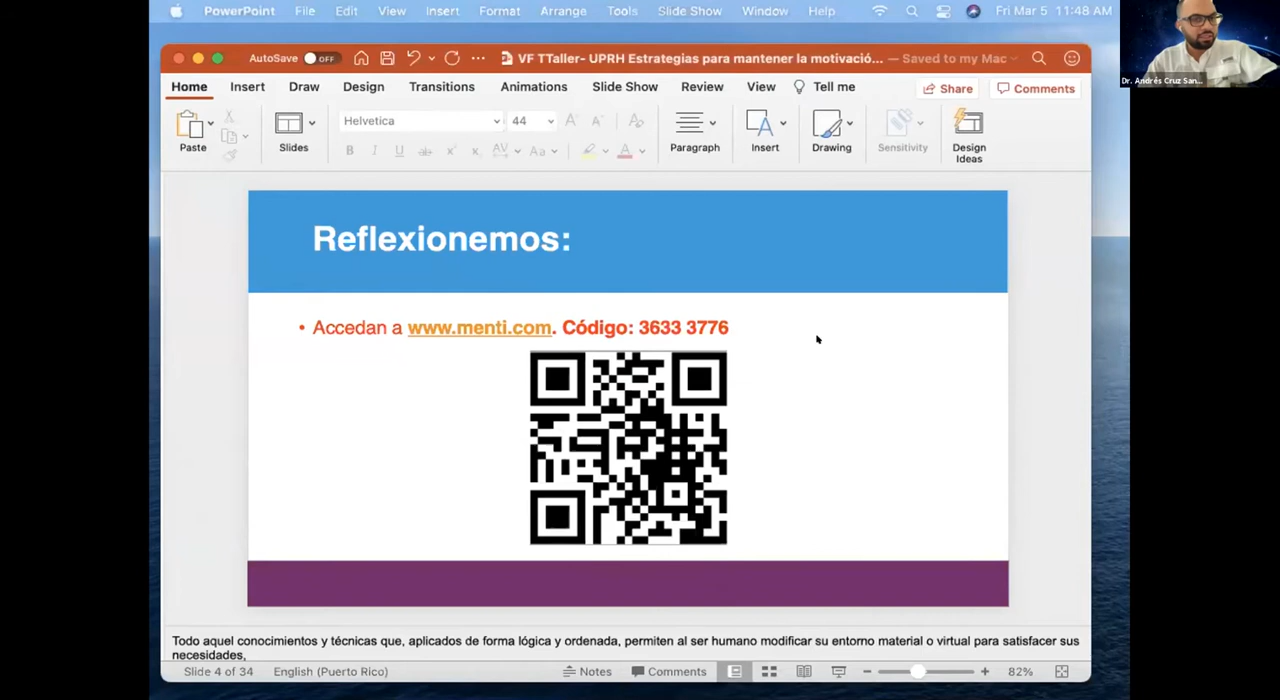 PowerPoint File Edit View Insert Format Arrange Tools Slide Show Window Help Fri Mar 5 11:48 AM
AutoSave OFF VF TTaller- UPRH Estrategias para mantener la motivació... — Saved to my Mac
Dr. Andrés Cruz San...
Home Insert Draw Design Transitions Animations Slide Show Review View Tell me Share Comments
Helvetica 44
Paste Slides Paragraph Insert Drawing Sensitivity Design
Ideas
Reflexionemos:
• Accedan a www.menti.com. Código: 3633 3776
Todo aquel conocimientos y técnicas que, aplicados de forma lógica y ordenada, permiten al ser humano modificar su entorno material o virtual para satisfacer sus
necesidades,
Slide 4 of 34 English (Puerto Rico) Notes Comments 82%